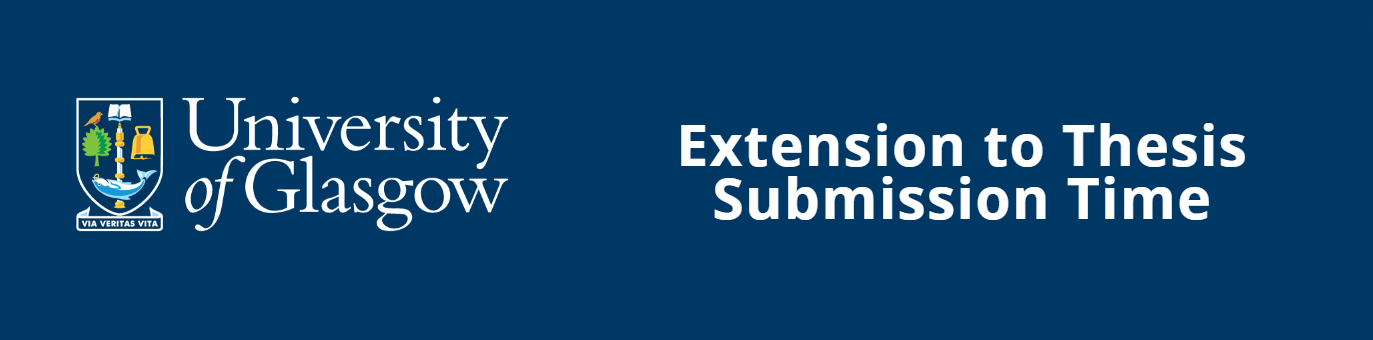 University
of Glasgow
VIA VERITAS VITA
Extension to Thesis
Submission Time